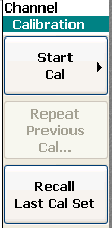 Channel
Calibration
Start
Cal
Repeat
Previous
Cal...
Recall
Last Cal Set